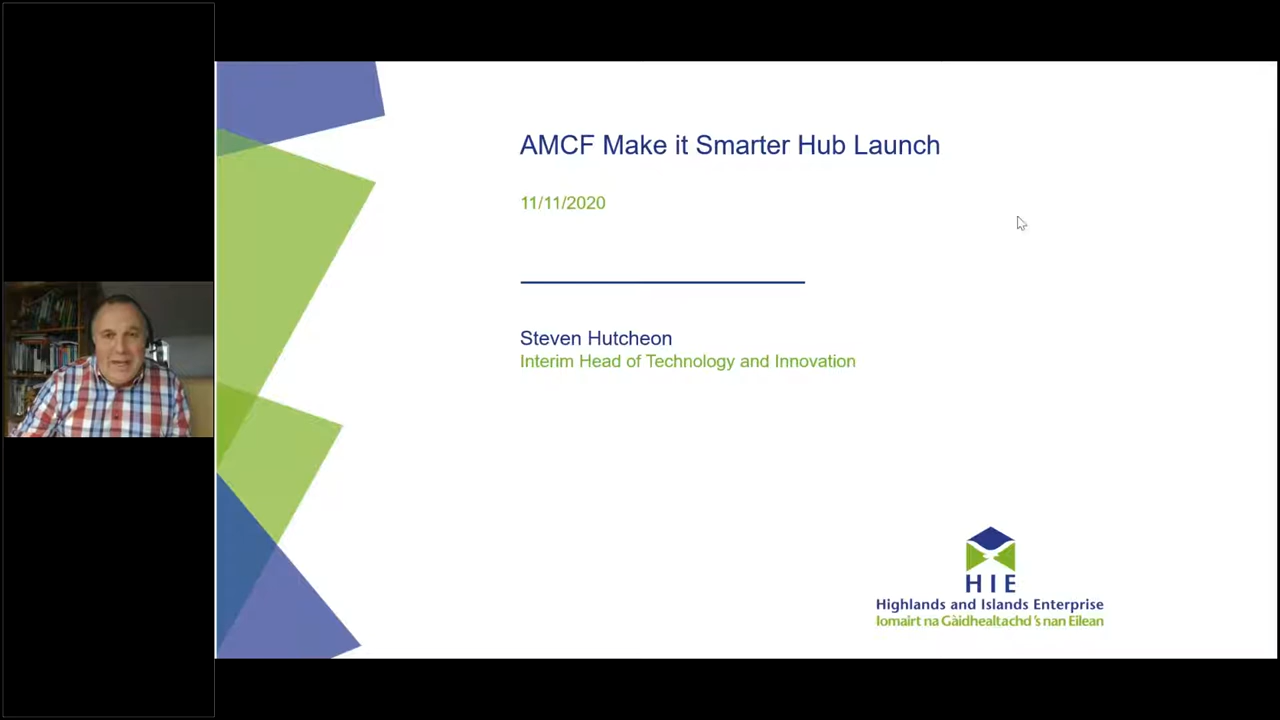 AMCF Make it Smarter Hub Launch
11/11/2020
Steven Hutcheon
Interim Head of Technology and Innovation
HIE
Highlands and Islands Enterprise
Iomairt na Gàidhealtachd 's nan Eilean